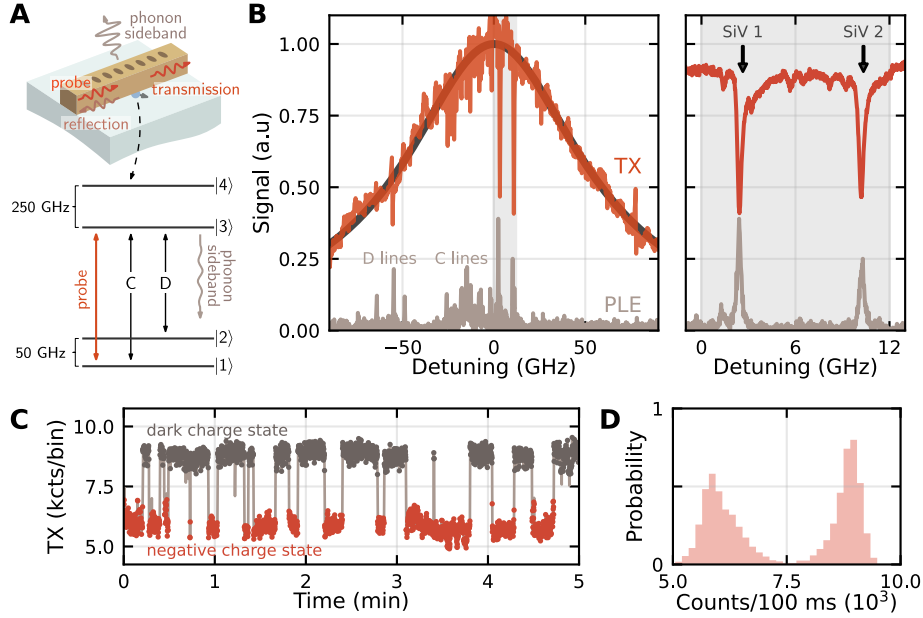 A
phonon
sideband
probe
transmission
reflection
250 GHz
|4⟩
|3⟩
probe
C
D
phonon
sideband
50 GHz
|2⟩
|1⟩
B
Signal (a.u)
1.00
0.75
0.50
0.25
0.00
TX
D lines
C lines
PLE
−50
0
50
Detuning (GHz)
SiV 1
SiV 2
0
6
12
Detuning (GHz)
C
TX (kcts/bin)
10.0
7.5
5.0
dark charge state
negative charge state
0
1
2
3
4
5
Time (min)
D
Probability
1
0
5.0
7.5
10.0
Counts/100 ms (10³)